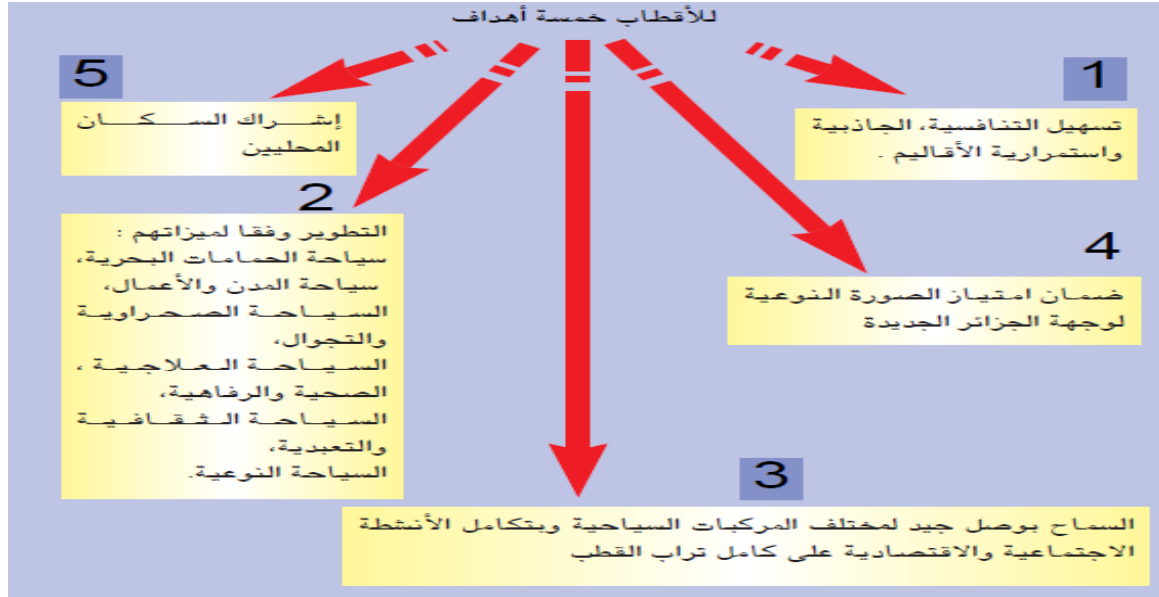 للأقطاب خمسة أهداف
1
تسهيل التنافسية، الجاذبية
واستمرارية الأقاليم .
5
إشراك السكان
المحليين
2
التطوير وفقا لميزاتهم :
سياحة الحمامات البحرية،
سياحة المدن والأعمال،
السياحة الصحراوية
والتجوال،
السياحة العلاجية ،
الصحية والرفاهية،
السياحة الثقافية
والتعبدية،
السياحة النوعية.
4
ضمان امتياز الصورة النوعية
لوجهة الجزائر الجديدة
3
السماح بوصل جيد لمختلف المركبات السياحية وبتكامل الأنشطة
الاجتماعية والاقتصادية على كامل تراب القطب